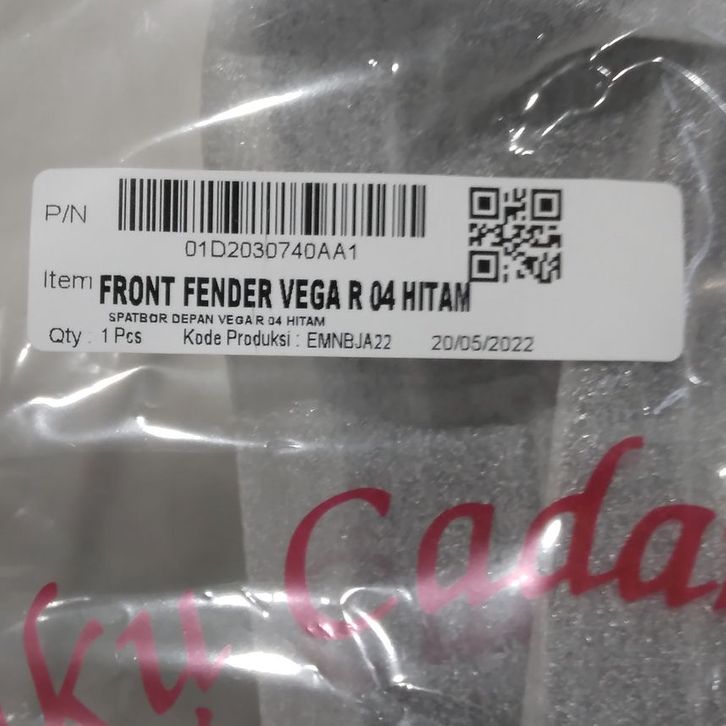 P/N
01D2030740AA1
Item FRONT FENDER VEGA R 04 HITAM
SPATBOR DEPAN VEGA R 04 HITAM
Qty : 1 Pcs Kode Produksi : EMNBJA22 20/05/2022